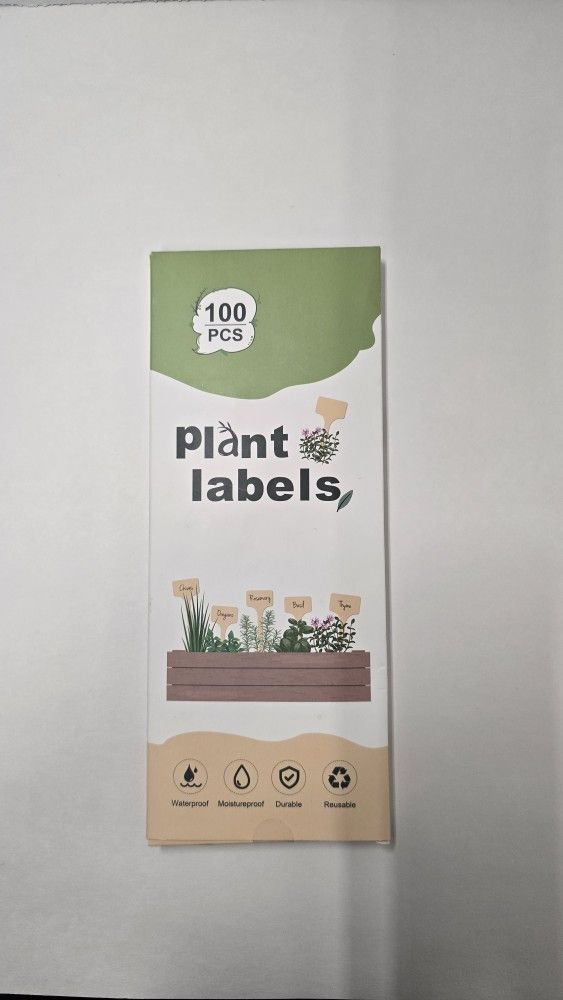 100
PCS
plant
labels
Chives
Oregano
Rosemary
Basil
Thyme
Waterproof
Moistureproof
Durable
Reusable